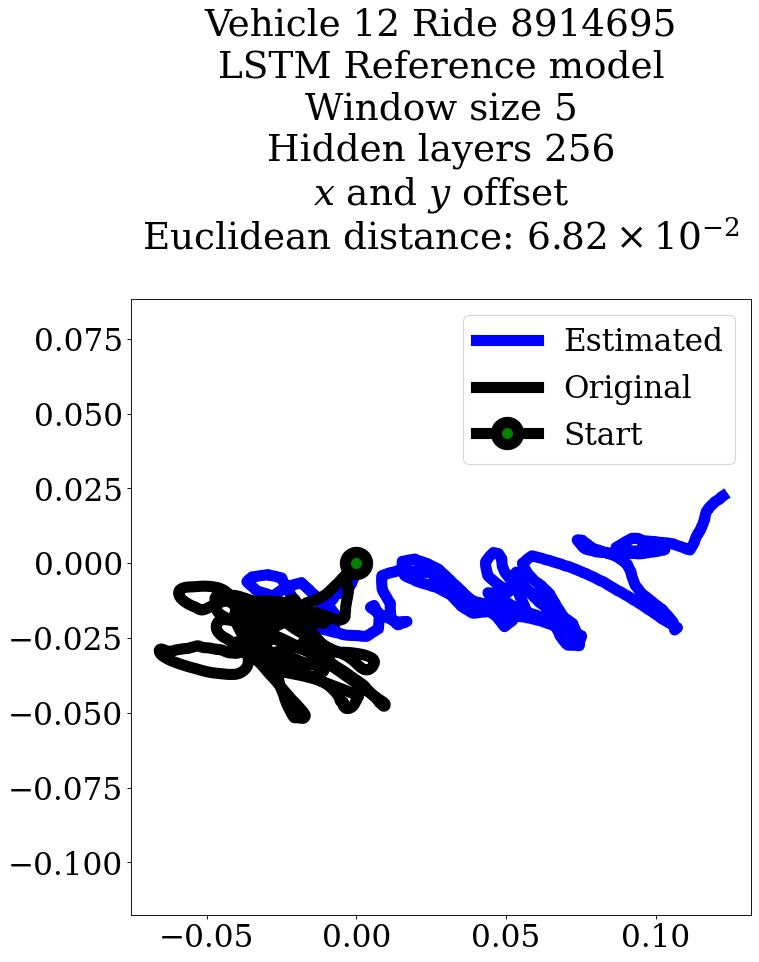 Vehicle 12 Ride 8914695
LSTM Reference model
Window size 5
Hidden layers 256
x and y offset
Euclidean distance: 6.82 × 10⁻²
Estimated
Original
Start
0.075
0.050
0.025
0.000
−0.025
−0.050
−0.075
−0.100
−0.05
0.00
0.05
0.10